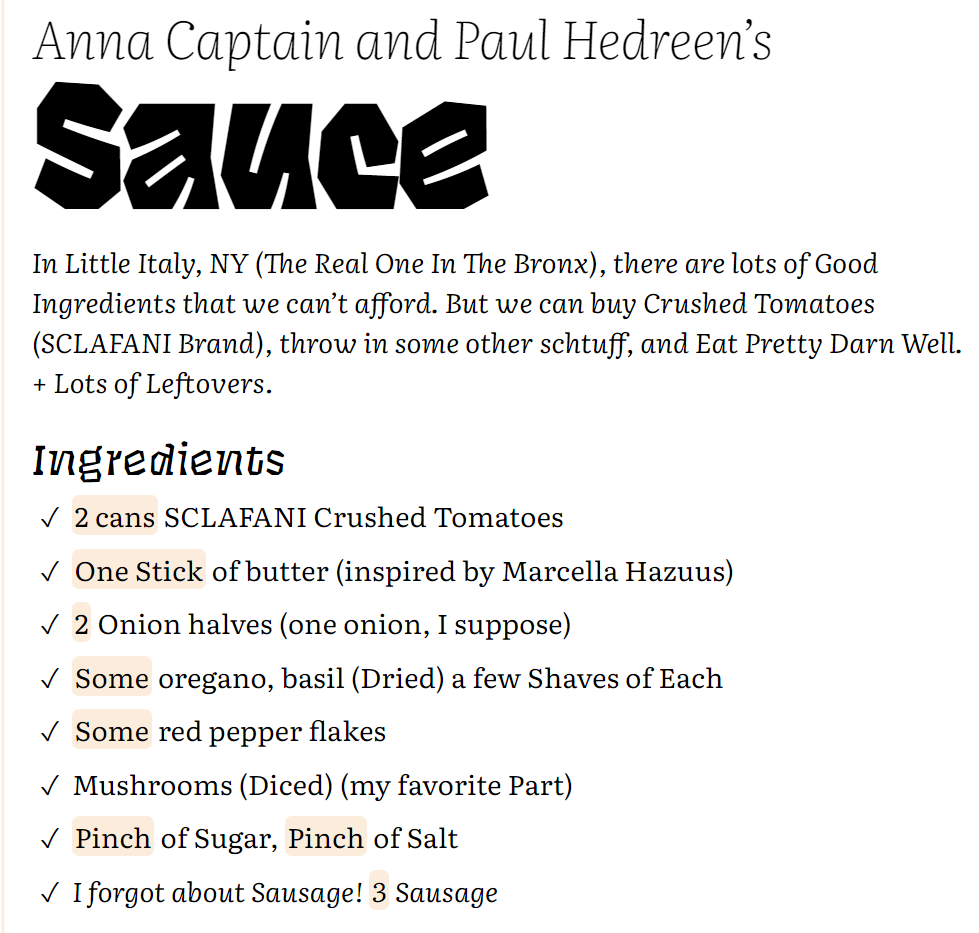 Anna Captain and Paul Hedreen’s
Sauce
In Little Italy, NY (The Real One In The Bronx), there are lots of Good
Ingredients that we can’t afford. But we can buy Crushed Tomatoes
(SCLAFANI Brand), throw in some other schtuff, and Eat Pretty Darn Well.
+ Lots of Leftovers.
Ingredients
✓ 2 cans SCLAFANI Crushed Tomatoes
✓ One Stick of butter (inspired by Marcella Hazuus)
✓ 2 Onion halves (one onion, I suppose)
✓ Some oregano, basil (Dried) a few Shaves of Each
✓ Some red pepper flakes
✓ Mushrooms (Diced) (my favorite Part)
✓ Pinch of Sugar, Pinch of Salt
✓ I forgot about Sausage! 3 Sausage